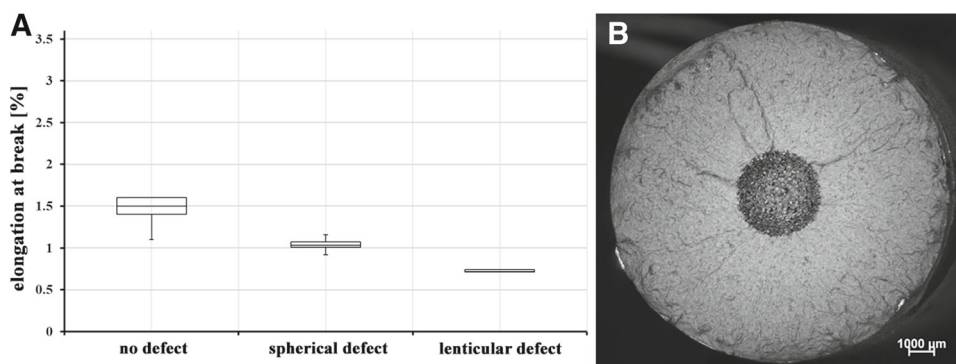 A
elongation at break [%]
3.5
3
2.5
2
1.5
1
0.5
0
no defect
spherical defect
lenticular defect
B
1000 µm